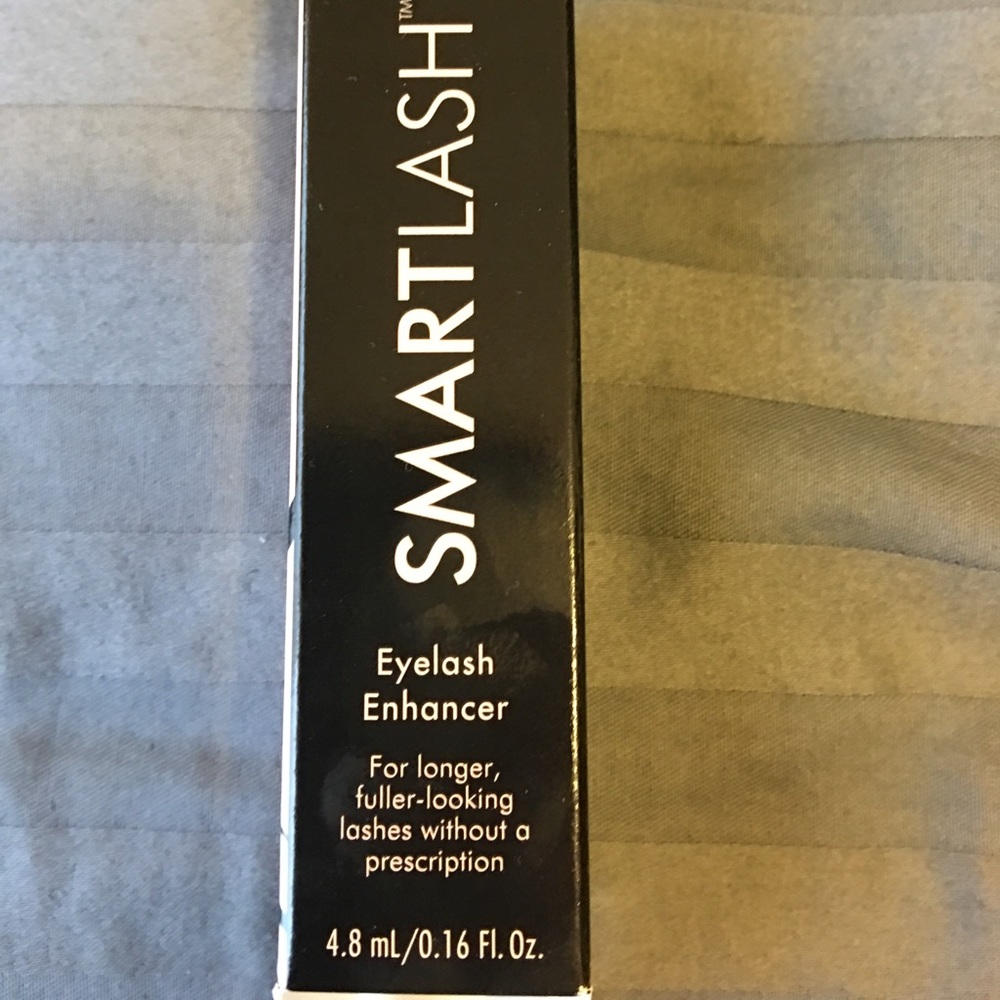 SMARTLASH™
Eyelash
Enhancer
For longer,
fuller-looking
lashes without a
prescription
4.8 mL/0.16 Fl. Oz.